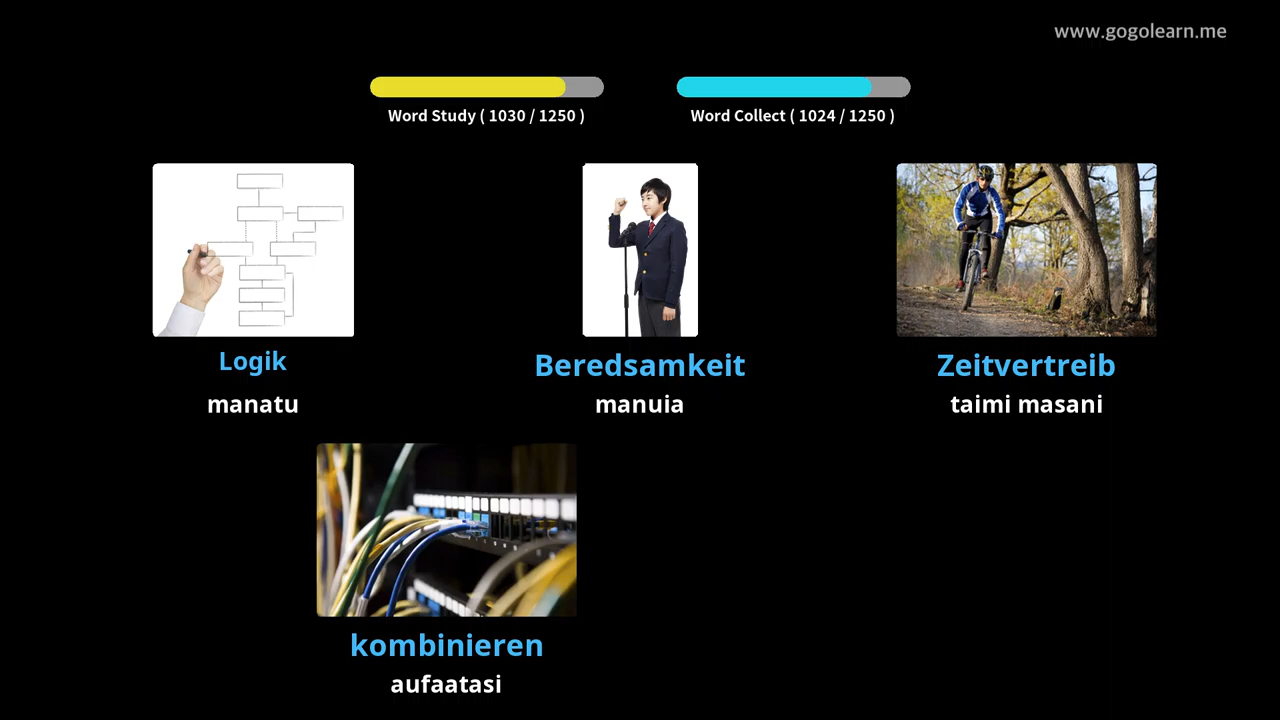 www.gogolearn.me
Word Study ( 1030 / 1250 )
Word Collect ( 1024 / 1250 )
Logik
manatu
Beredsamkeit
manuia
Zeitvertreib
taimi masani
kombinieren
aufaatasi